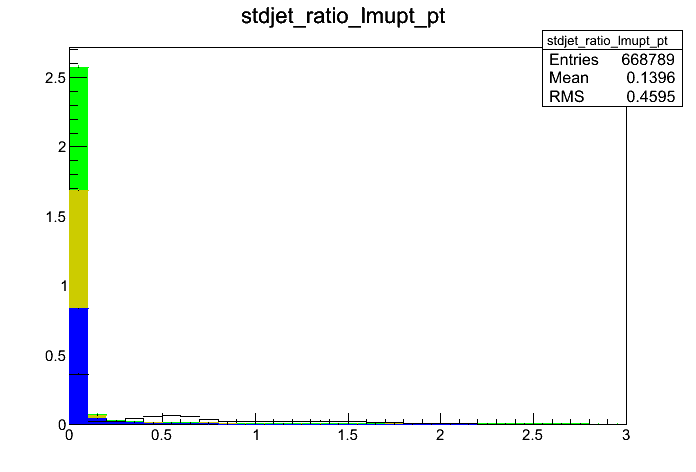 stdjet_ratio_lmupt_pt
stdjet_ratio_lmupt_pt
Entries 668789
Mean 0.1396
RMS 0.4595
2.5
2
1.5
1
0.5
0
0 0.5 1 1.5 2 2.5 3